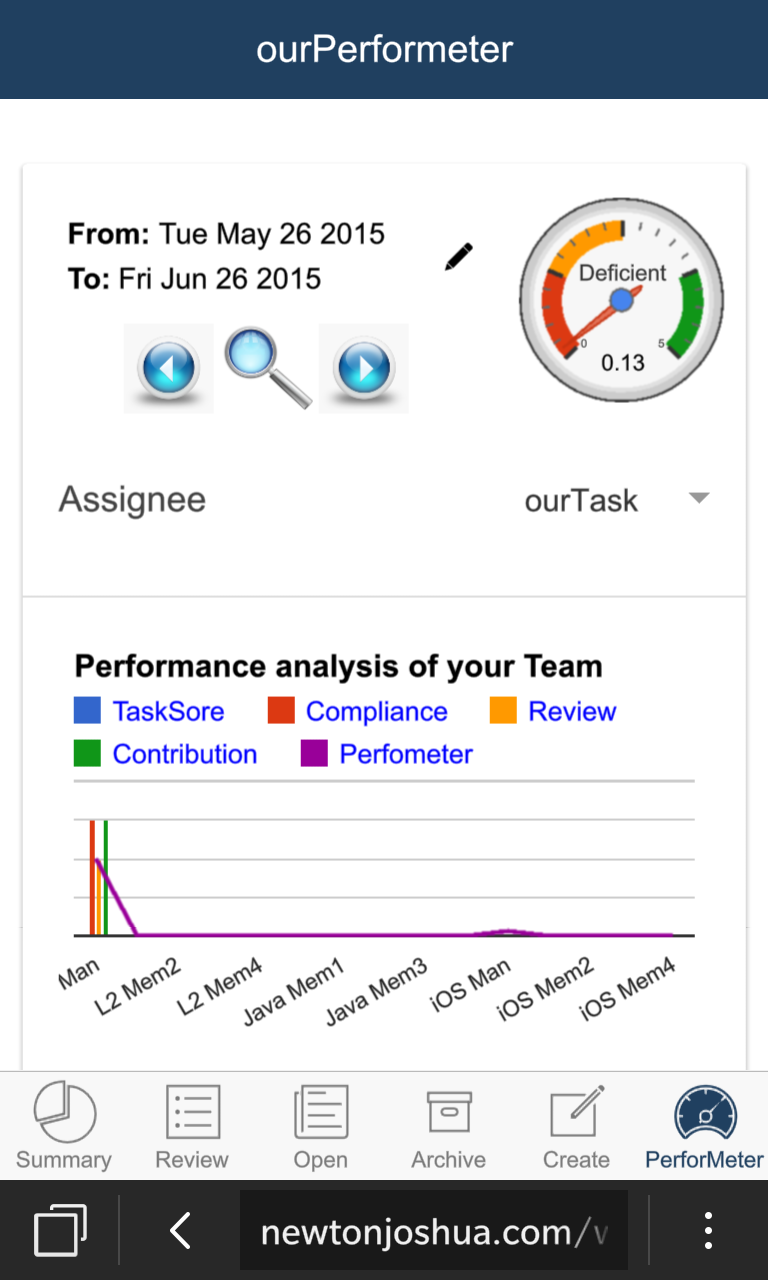 ourPerformeter
From: Tue May 26 2015
To: Fri Jun 26 2015
Deficient
0 5
0.13
Assignee ourTask
Performance analysis of your Team
TaskSore Compliance Review
Contribution Perfometer
Man L2 Mem2 L2 Mem4 Java Mem1 Java Mem3 iOS Man iOS Mem2 iOS Mem4
Summary Review Open Archive Create PerforMeter
newtonjoshua.com/